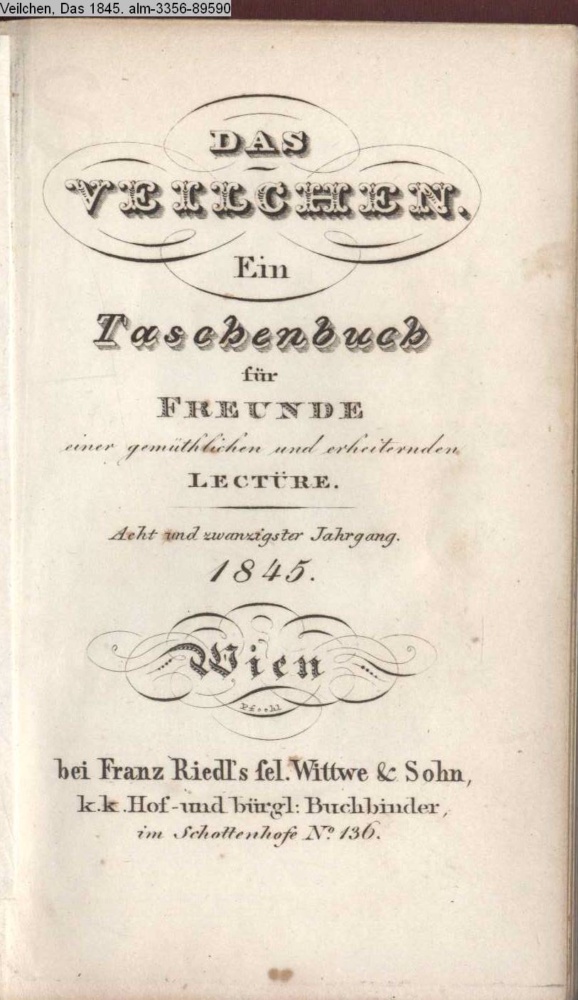 Veilchen, Das 1845. alm-3356-89590
DAS
VEILCHEN.
Ein
Taschenbuch
für
FREUNDE
einer gemüthlichen und erheiternden
LECTÜRE.
Acht und zwanzigster Jahrgang.
1845.
Wien
bei Franz Riedl's sel. Wittwe & Sohn,
k.k. Hof- und bürgl: Buchbinder,
im Schottenhofe No. 136.